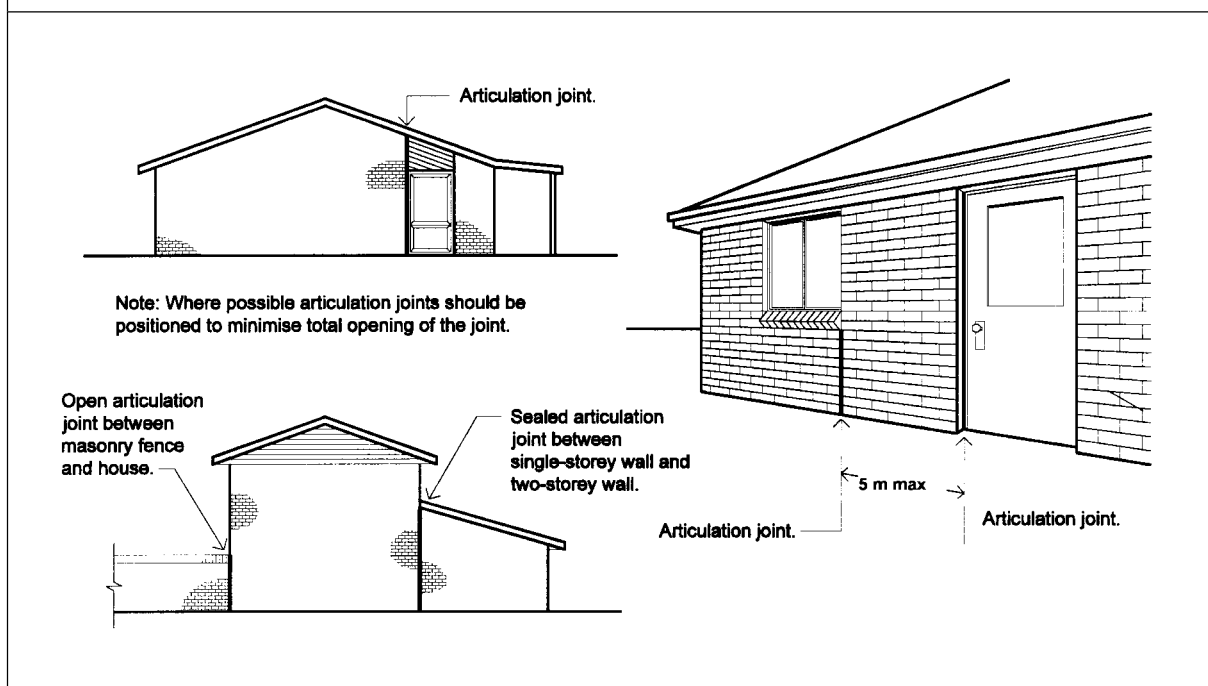 Articulation joint.
Note: Where possible articulation joints should be
positioned to minimise total opening of the joint.
Open articulation
joint between
masonry fence
and house.
Sealed articulation
joint between
single-storey wall and
two-storey wall.
5 m max
Articulation joint.
Articulation joint.